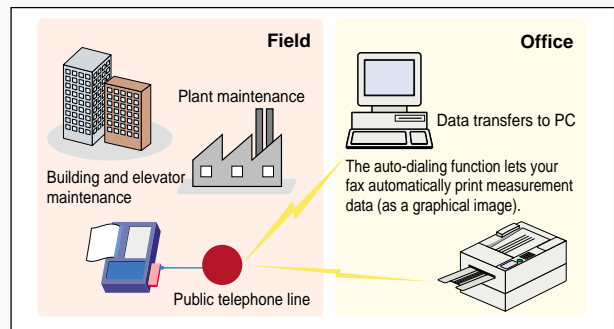 Field
Plant maintenance
Building and elevator
maintenance
Public telephone line
Office
Data transfers to PC
The auto-dialing function lets your
fax automatically print measurement
data (as a graphical image).